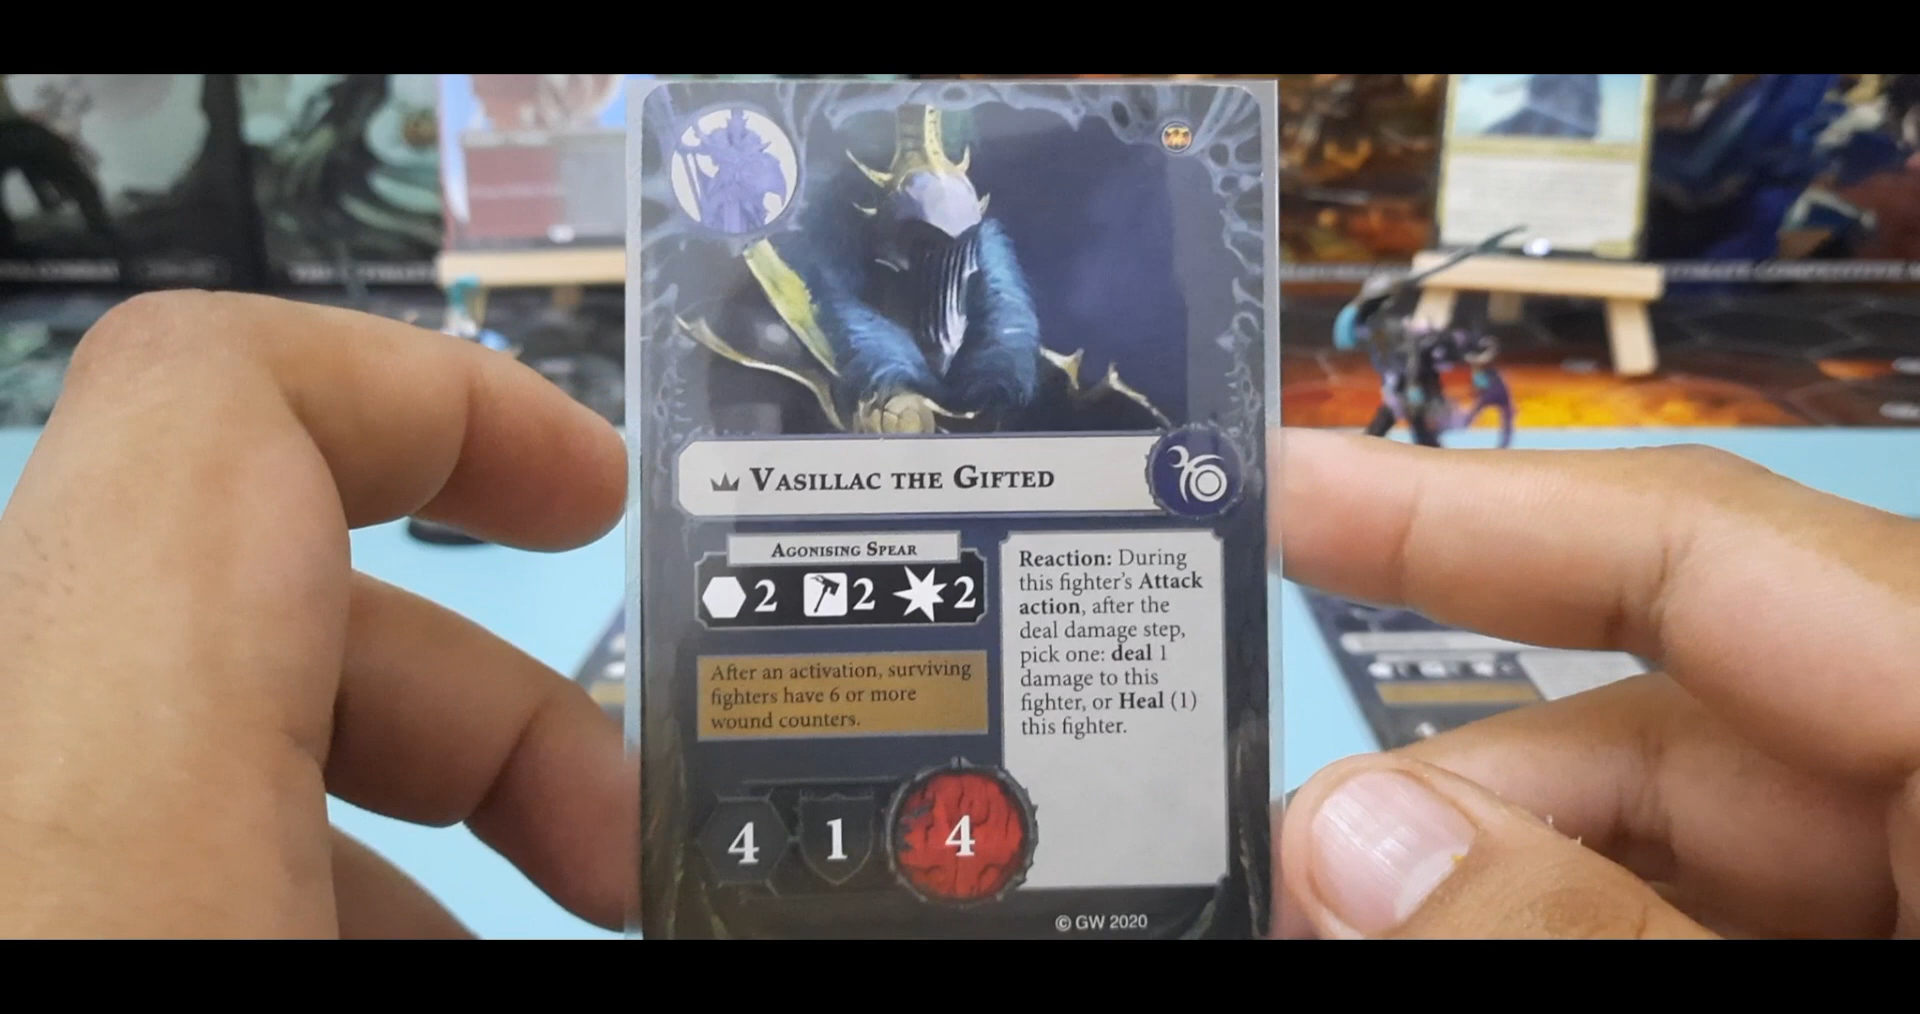 VASILLAC THE GIFTED
AGONISING SPEAR
2 2 2
After an activation, surviving
fighters have 6 or more
wound counters.
Reaction: During
this fighter's Attack
action, after the
deal damage step,
pick one: deal 1
damage to this
fighter, or Heal (1)
this fighter.
4 1 4
© GW 2020